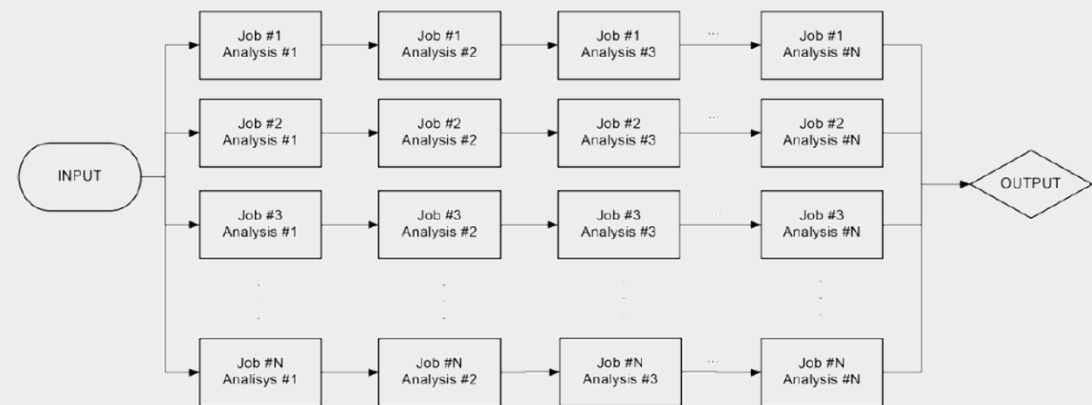 Job #1
Analysis #1
Job #1
Analysis #2
Job #1
Analysis #3
...
Job #1
Analysis #N
Job #2
Analysis #1
Job #2
Analysis #2
Job #2
Analysis #3
...
Job #2
Analysis #N
INPUT
OUTPUT
Job #3
Analysis #1
Job #3
Analysis #2
Job #3
Analysis #3
...
Job #3
Analysis #N
Job #N
Analisys #1
Job #N
Analysis #2
Job #N
Analysis #3
...
Job #N
Analysis #N